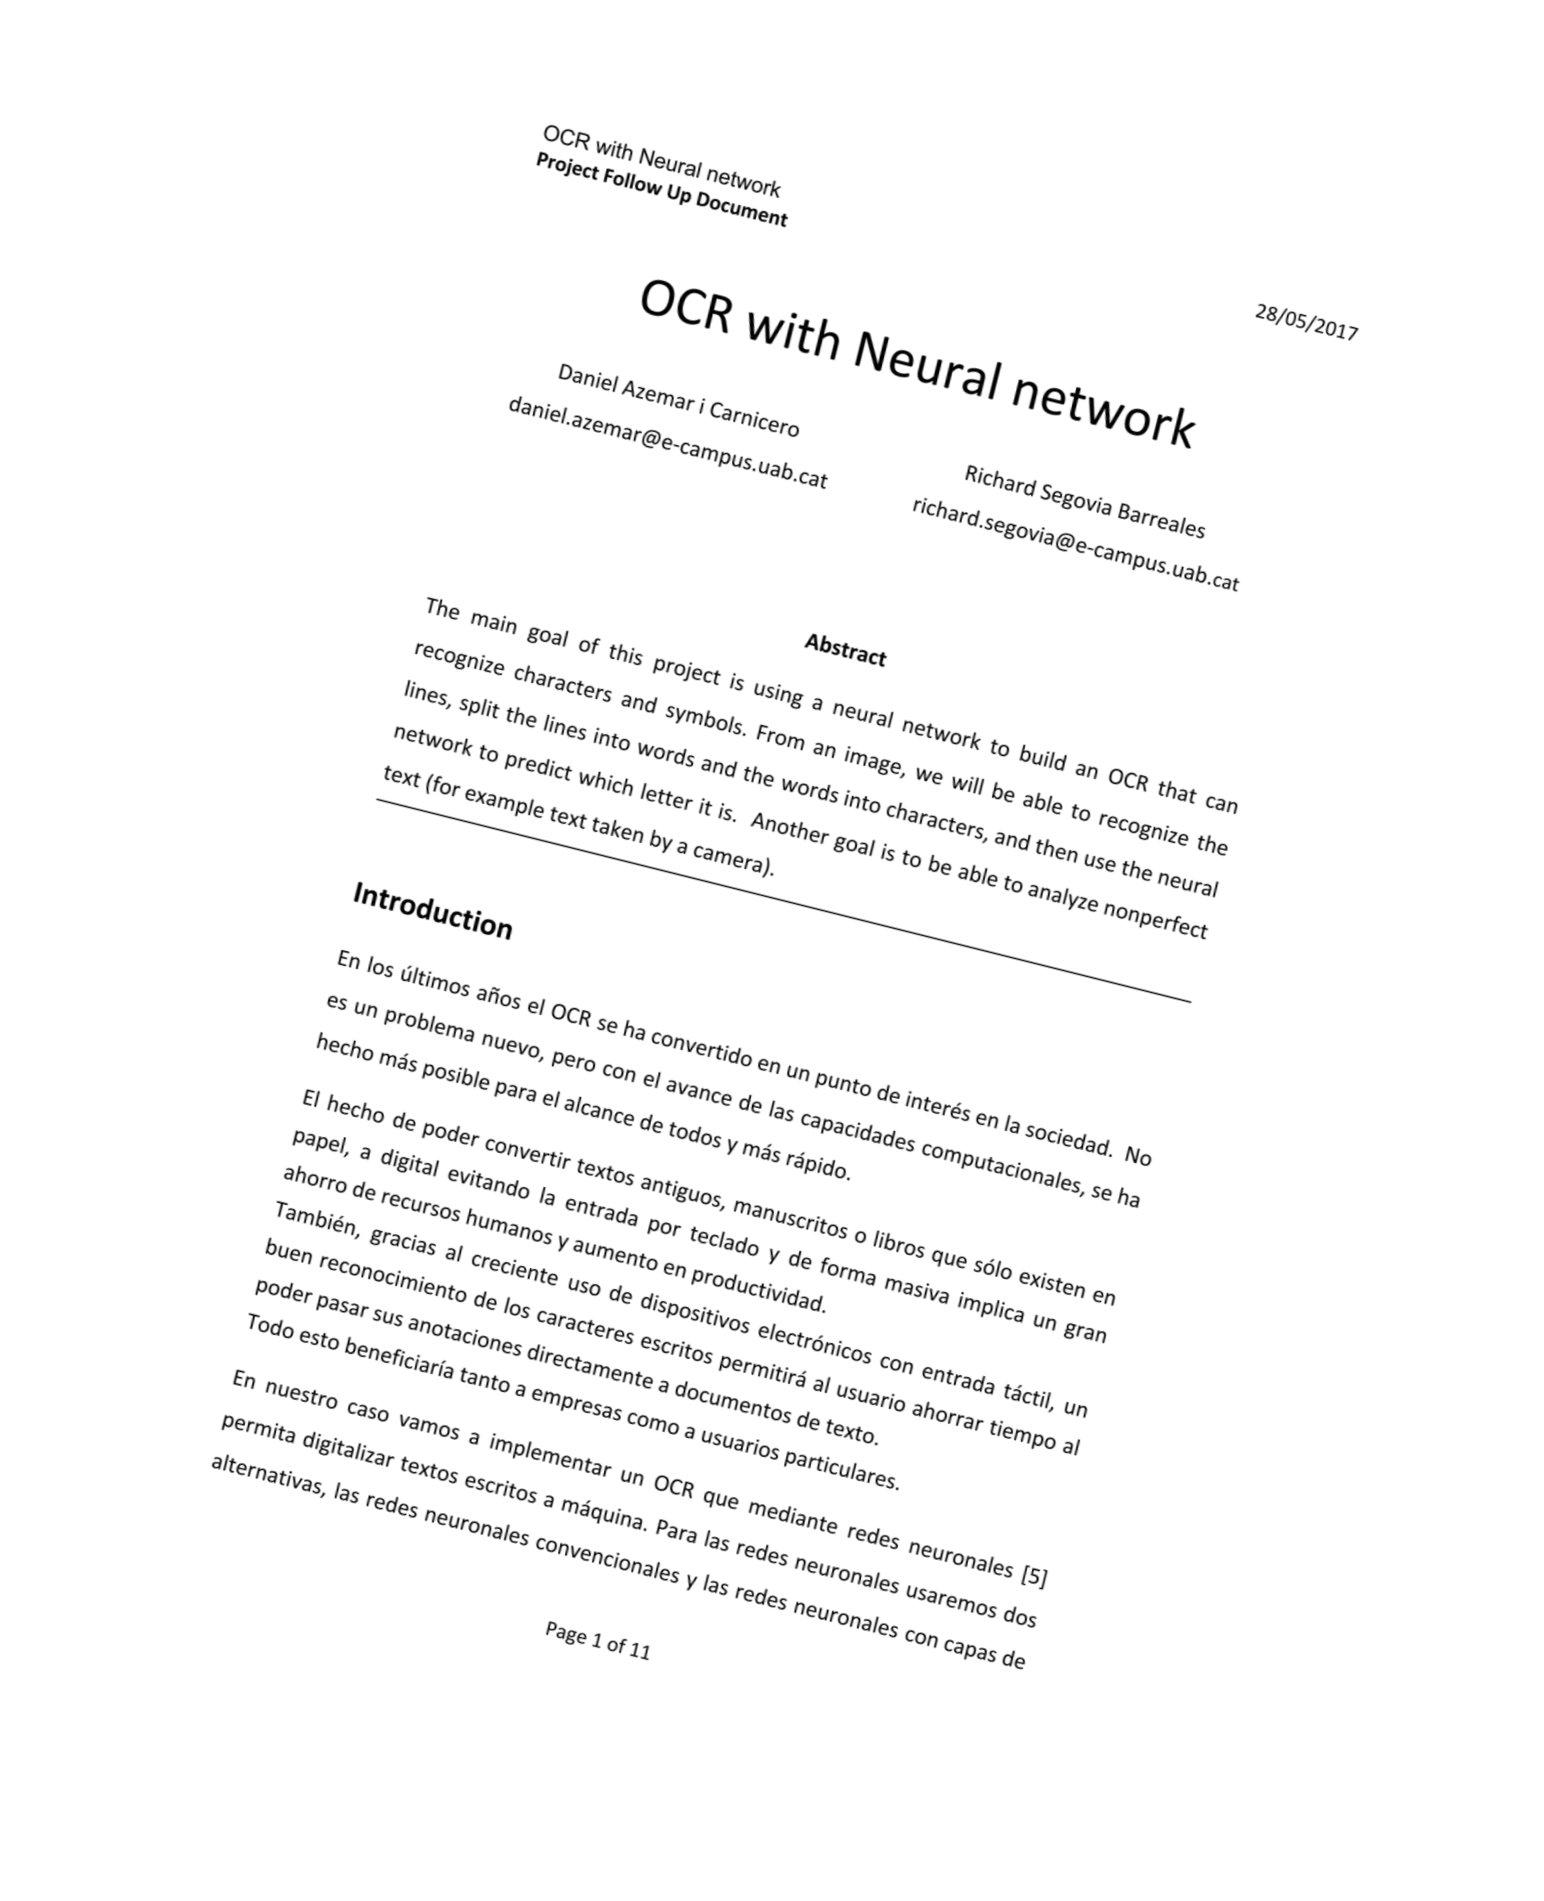 OCR with Neural network
Project Follow Up Document
28/05/2017
OCR with Neural network
Daniel Azemar i Carnicero
daniel.azemar@e-campus.uab.cat
Richard Segovia Barreales
richard.segovia@e-campus.uab.cat
Abstract
The main goal of this project is using a neural network to build an OCR that can
recognize characters and symbols. From an image, we will be able to recognize the
lines, split the lines into words and the words into characters, and then use the neural
network to predict which letter it is. Another goal is to be able to analyze nonperfect
text (for example text taken by a camera).
Introduction
En los últimos años el OCR se ha convertido en un punto de interés en la sociedad. No
es un problema nuevo, pero con el avance de las capacidades computacionales, se ha
hecho más posible para el alcance de todos y más rápido.
El hecho de poder convertir textos antiguos, manuscritos o libros que sólo existen en
papel, a digital evitando la entrada por teclado y de forma masiva implica un gran
ahorro de recursos humanos y aumento en productividad.
También, gracias al creciente uso de dispositivos electrónicos con entrada táctil, un
buen reconocimiento de los caracteres escritos permitirá al usuario ahorrar tiempo al
poder pasar sus anotaciones directamente a documentos de texto.
Todo esto beneficiaría tanto a empresas como a usuarios particulares.
En nuestro caso vamos a implementar un OCR que mediante redes neuronales [5]
permita digitalizar textos escritos a máquina. Para las redes neuronales usaremos dos
alternativas, las redes neuronales convencionales y las redes neuronales con capas de
Page 1 of 11